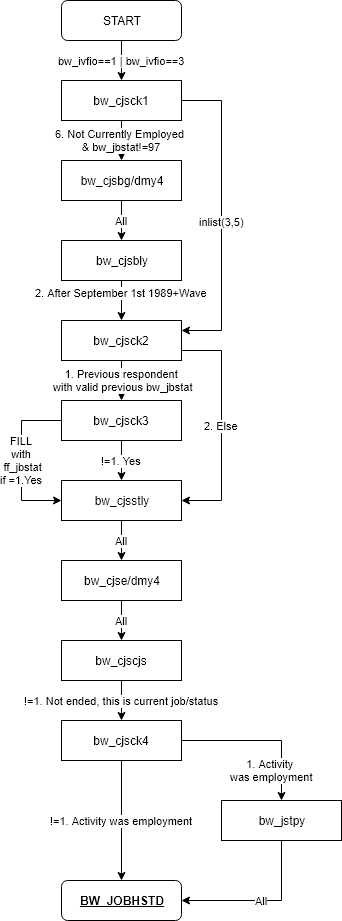 START
bw_ivfio==1 | bw_ivfio==3
bw_cjsck1
6. Not Currently Employed
& bw_jbstat!=97
bw_cjsbg/dmy4
inlist(3,5)
All
bw_cjsbly
2. After September 1st 1989+Wave
bw_cjsck2
1. Previous respondent
with valid previous bw_jbstat
bw_cjsck3
2. Else
FILL
with
ff_jbstat
if =1.Yes
!=1. Yes
bw_cjsstly
All
bw_cjse/dmy4
All
bw_cjscjs
!=1. Not ended, this is current job/status
bw_cjsck4
1. Activity
was employment
bw_jstpy
!=1. Activity was employment
BW_JOBHSTD
All